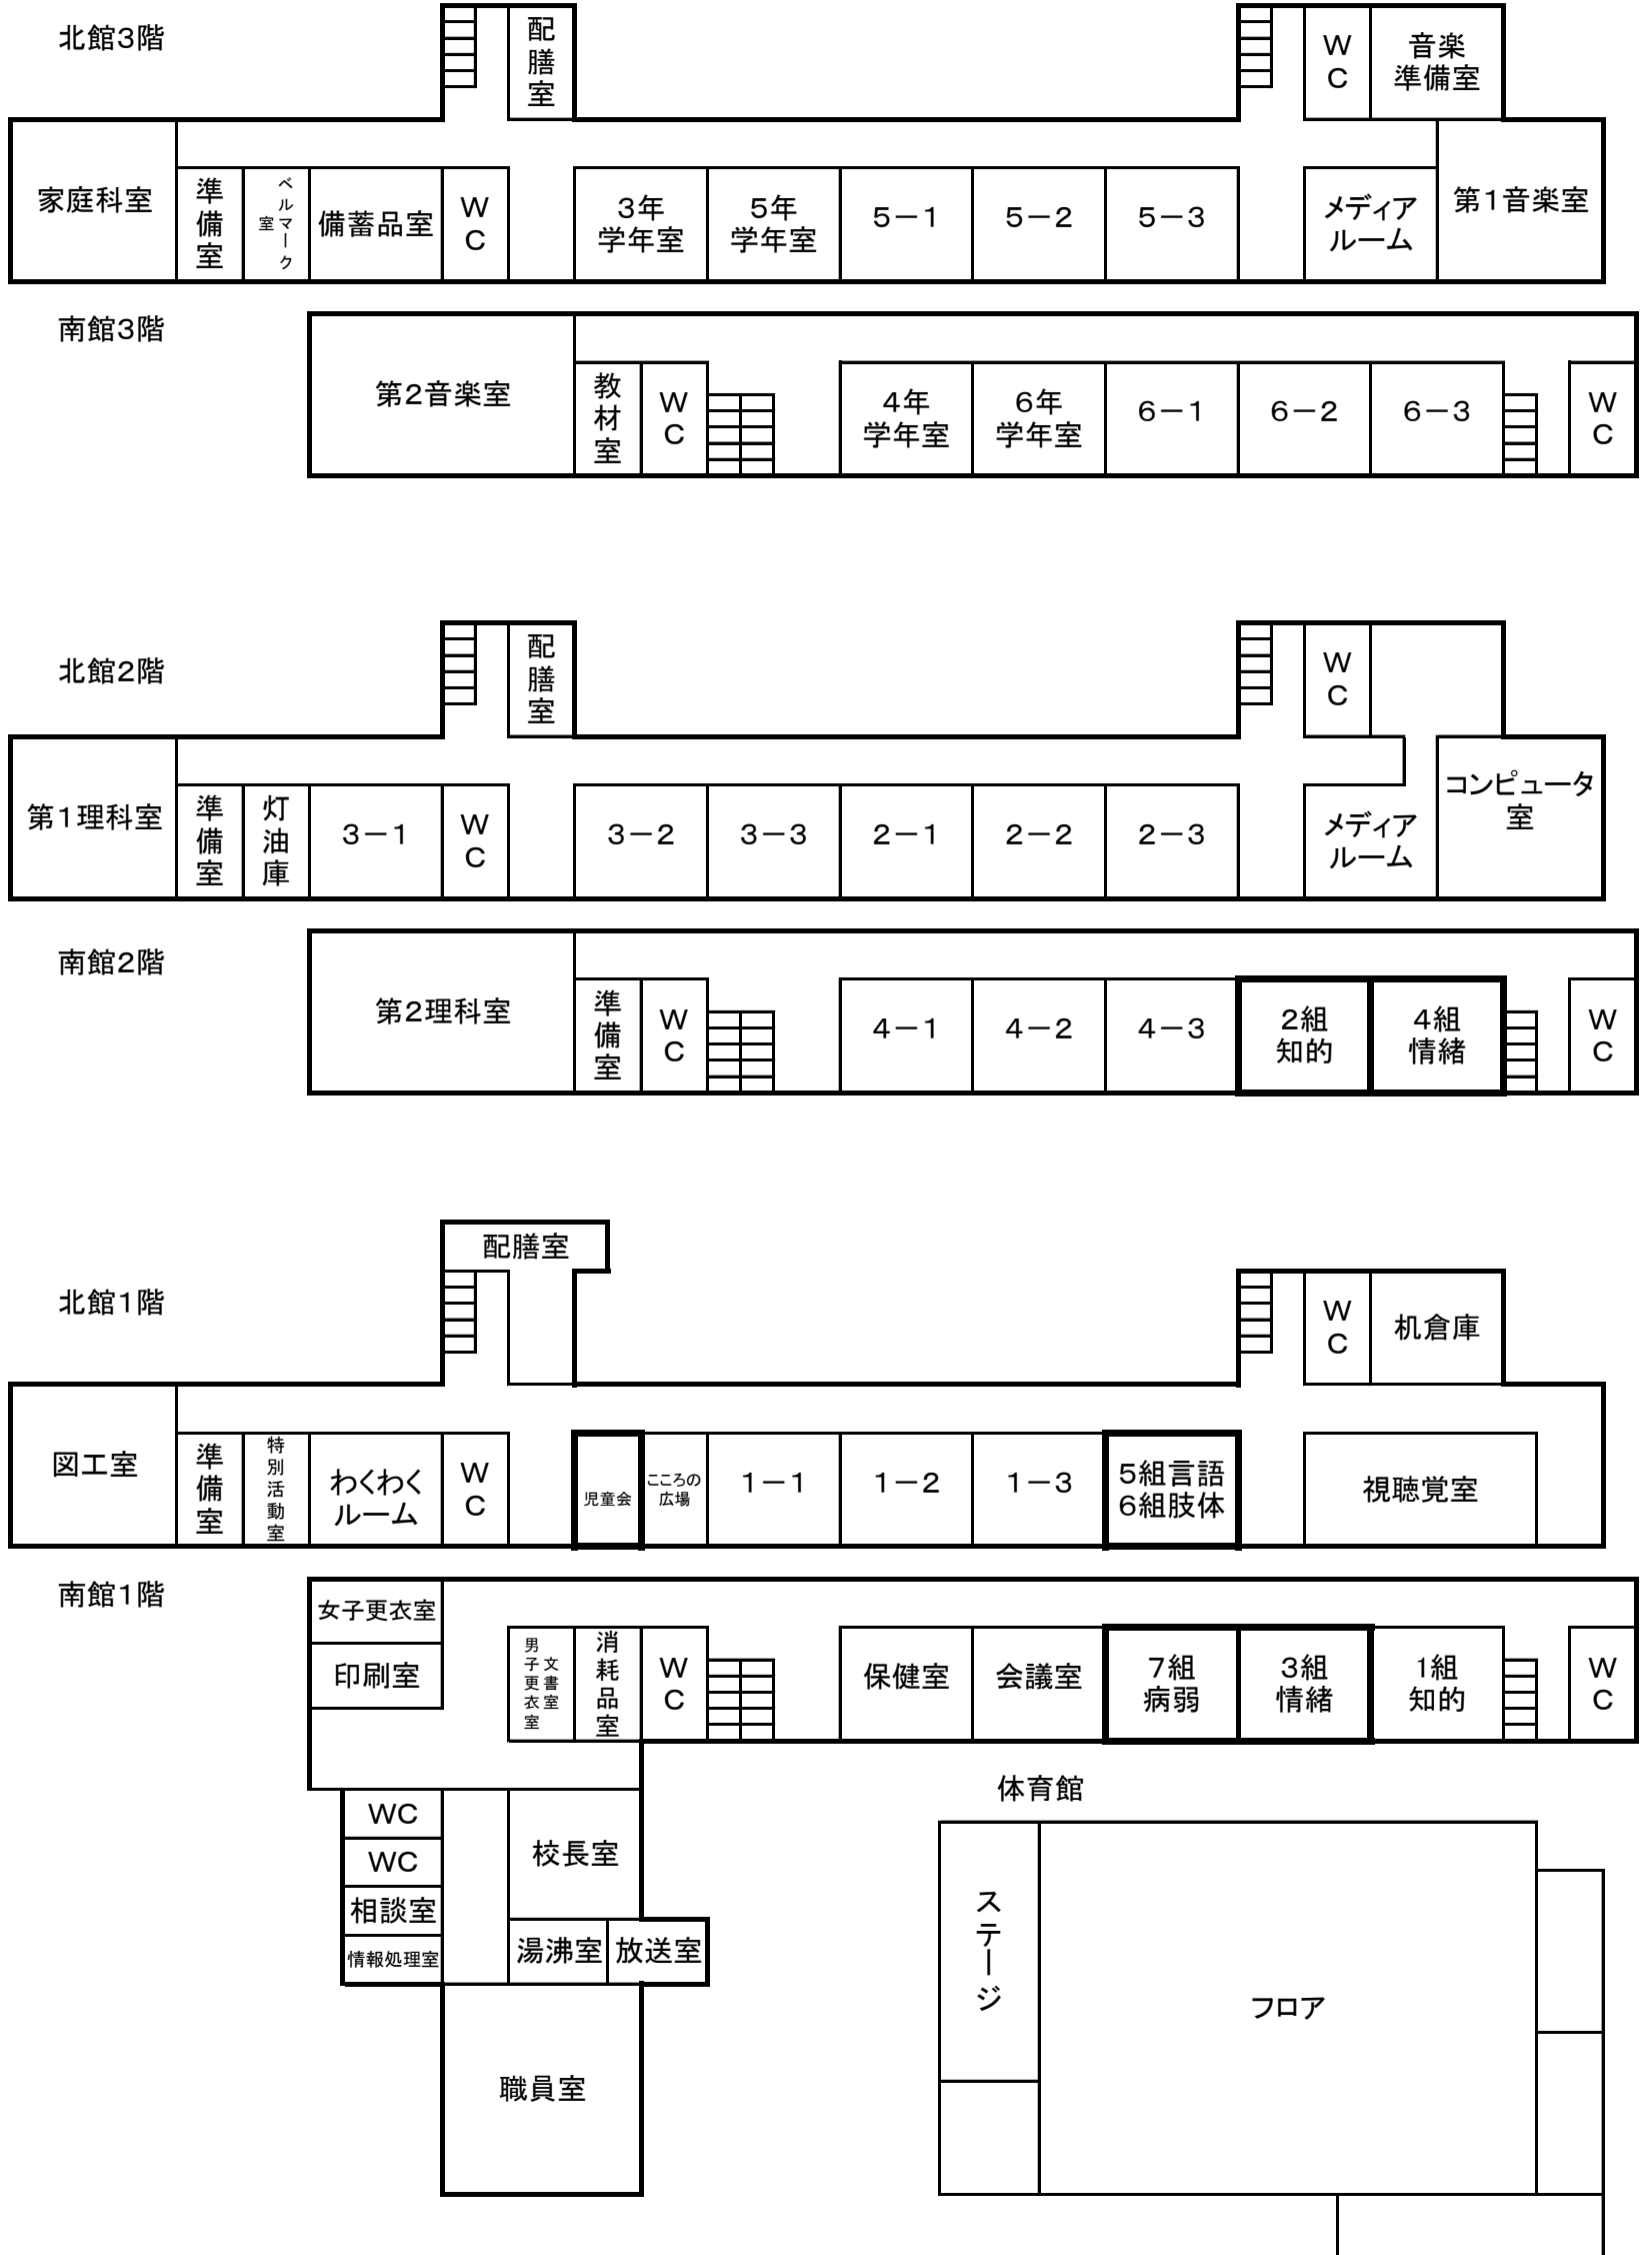 北館3階
配膳室
WC
音楽
準備室
家庭科室
準備室
ベルマーク
室
備蓄品室
WC
3年
学年室
5年
学年室
5－1
5－2
5－3
メディア
ルーム
第1音楽室
南館3階
第2音楽室
教材室
WC
4年
学年室
6年
学年室
6－1
6－2
6－3
WC
北館2階
配膳室
WC
第1理科室
準備室
灯油庫
3－1
WC
3－2
3－3
2－1
2－2
2－3
メディア
ルーム
コンピュータ
室
南館2階
第2理科室
準備室
WC
4－1
4－2
4－3
2組
知的
4組
情緒
WC
北館1階
配膳室
WC
机倉庫
図工室
準備室
特別活動室
わくわく
ルーム
WC
児童会
こころの
広場
1－1
1－2
1－3
5組言語
6組肢体
視聴覚室
南館1階
女子更衣室
印刷室
文書室
男子更衣室
消耗品室
WC
保健室
会議室
7組
病弱
3組
情緒
1組
知的
WC
WC
WC
相談室
情報処理室
校長室
湯沸室
放送室
職員室
体育館
ステージ
フロア